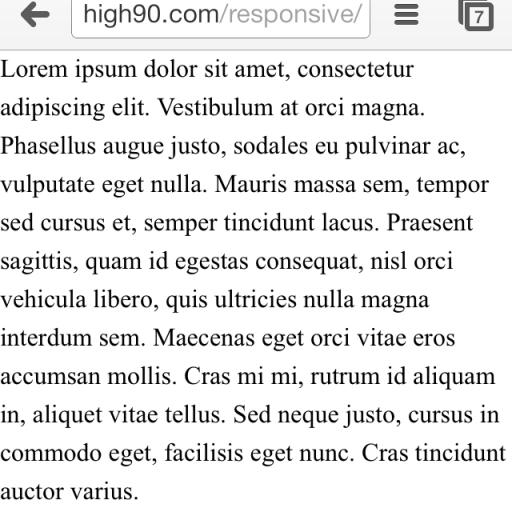 high90.com/responsive/
7
Lorem ipsum dolor sit amet, consectetur
adipiscing elit. Vestibulum at orci magna.
Phasellus augue justo, sodales eu pulvinar ac,
vulputate eget nulla. Mauris massa sem, tempor
sed cursus et, semper tincidunt lacus. Praesent
sagittis, quam id egestas consequat, nisl orci
vehicula libero, quis ultricies nulla magna
interdum sem. Maecenas eget orci vitae eros
accumsan mollis. Cras mi mi, rutrum id aliquam
in, aliquet vitae tellus. Sed neque justo, cursus in
commodo eget, facilisis eget nunc. Cras tincidunt
auctor varius.